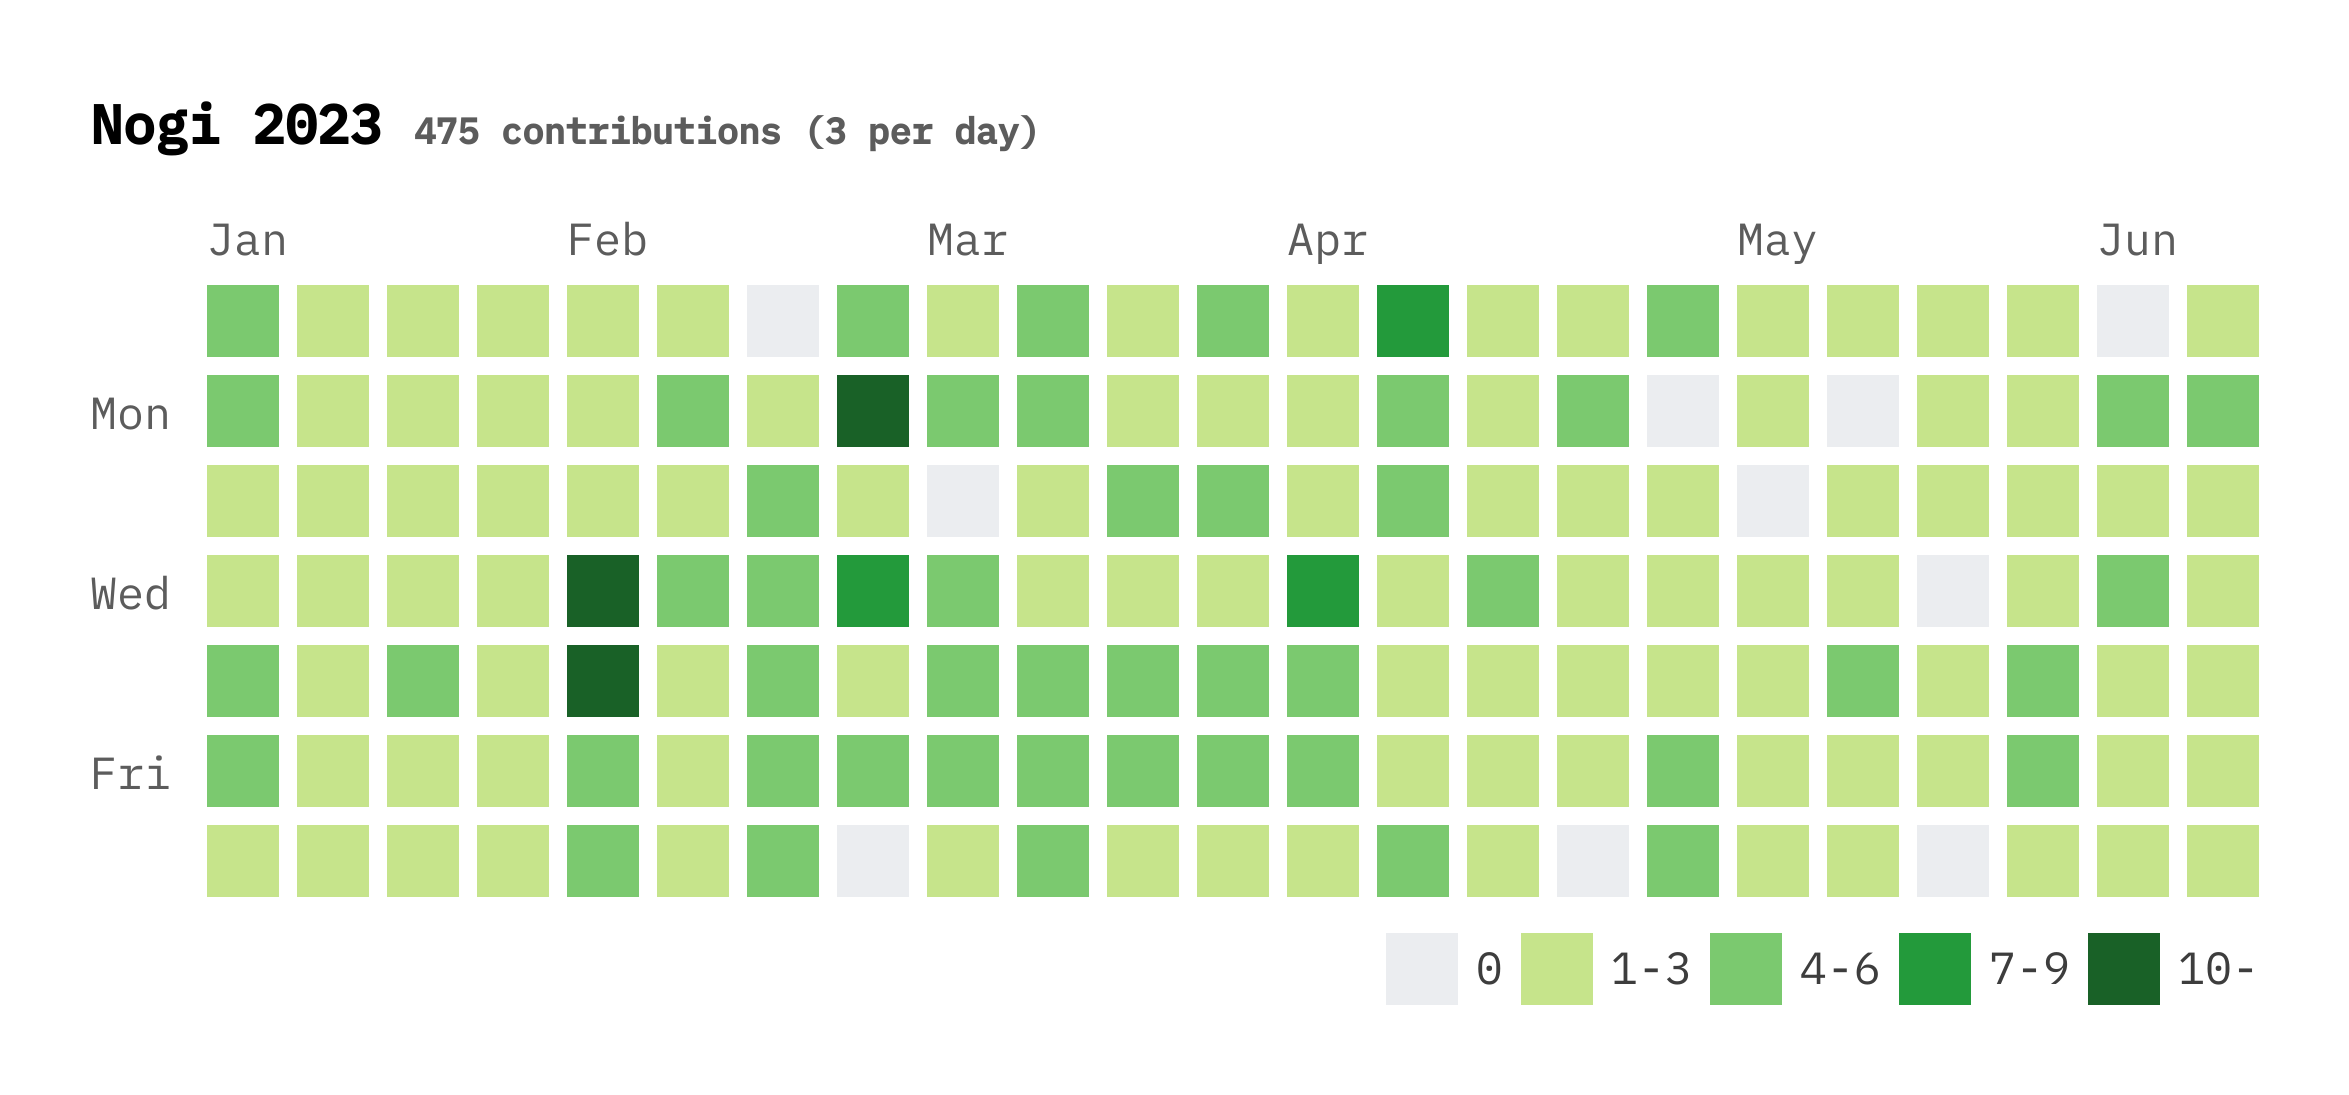 Nogi 2023 475 contributions (3 per day)
Jan Feb Mar Apr May Jun
Mon
Wed
Fri
0 1-3 4-6 7-9 10-